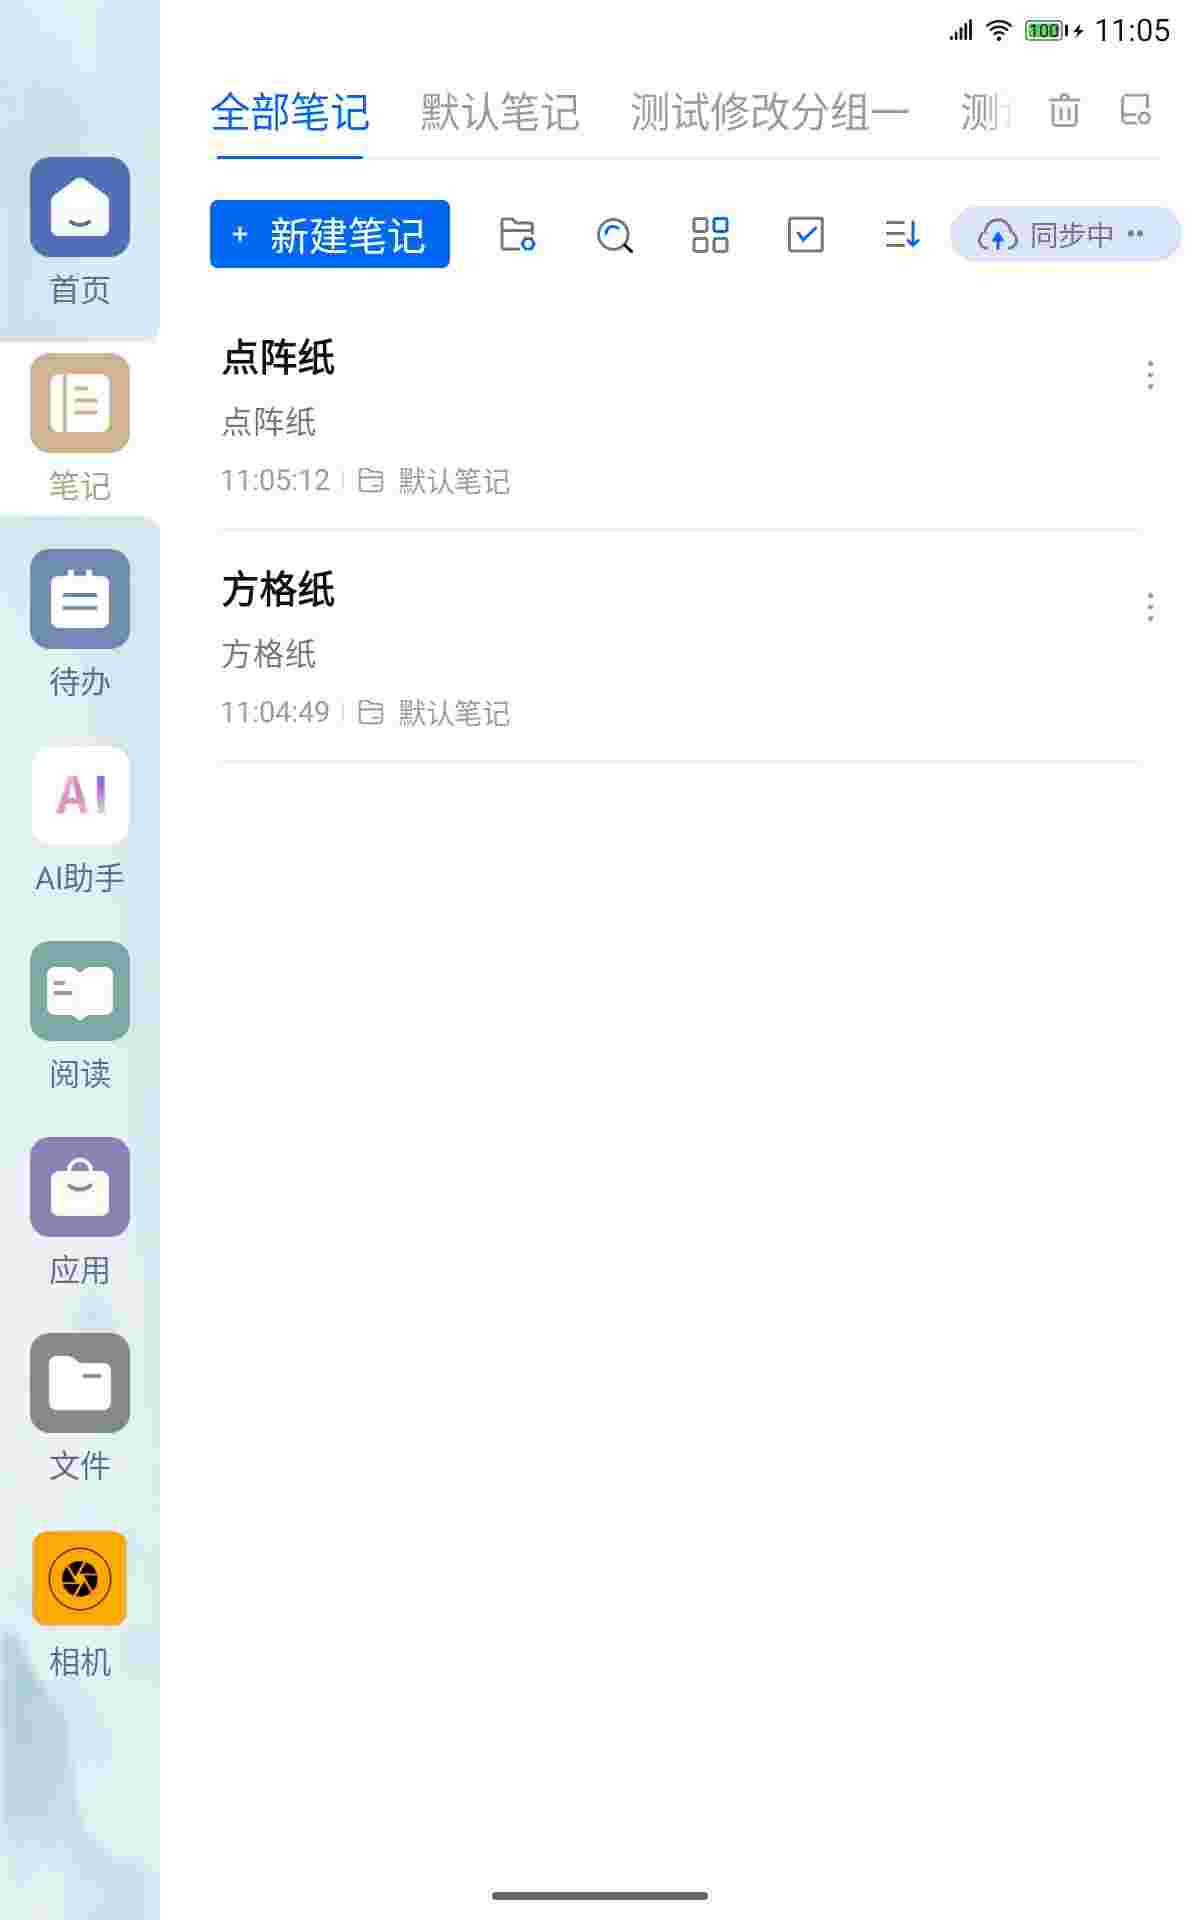 100 11:05
全部笔记 默认笔记 测试修改分组一 测
+ 新建笔记 同步中 ••
首页
笔记
待办
AI
AI助手
阅读
应用
文件
相机
点阵纸
点阵纸
11:05:12 默认笔记
方格纸
方格纸
11:04:49 默认笔记